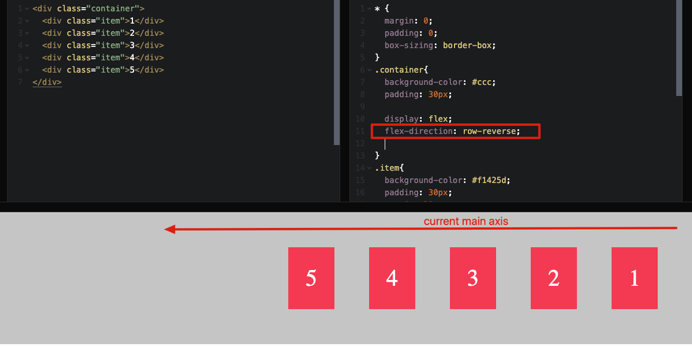 1 <div class="container">
2 <div class="item">1</div>
3 <div class="item">2</div>
4 <div class="item">3</div>
5 <div class="item">4</div>
6 <div class="item">5</div>
7 </div>
1 * {
2 margin: 0;
3 padding: 0;
4 box-sizing: border-box;
5 }
6 .container{
7 background-color: #ccc;
8 padding: 30px;
9
10 display: flex;
11 flex-direction: row-reverse;
12
13 }
14 .item{
15 background-color: #f1425d;
16 padding: 30px;
current main axis
5 4 3 2 1